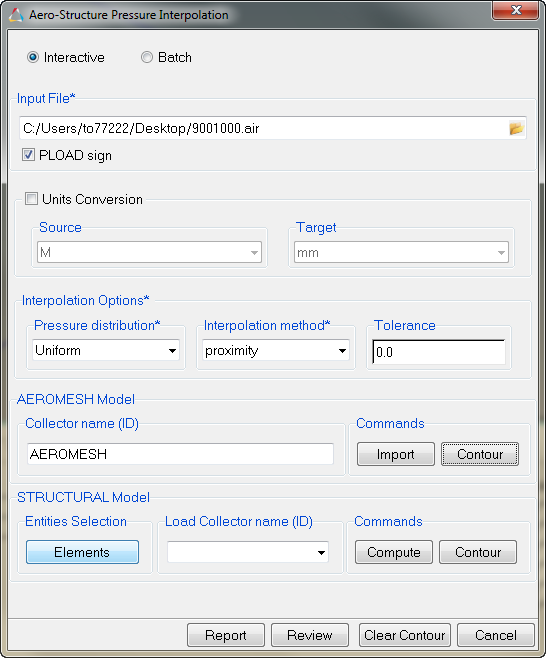 Aero-Structure Pressure Interpolation
Interactive Batch
Input File*
C:/Users/to77222/Desktop/9001000.air
PLOAD sign
Units Conversion
Source Target
M mm
Interpolation Options*
Pressure distribution* Interpolation method* Tolerance
Uniform proximity 0.0
AEROMESH Model
Collector name (ID) Commands
AEROMESH Import Contour
STRUCTURAL Model
Entities Selection Load Collector name (ID) Commands
Elements Compute Contour
Report Review Clear Contour Cancel